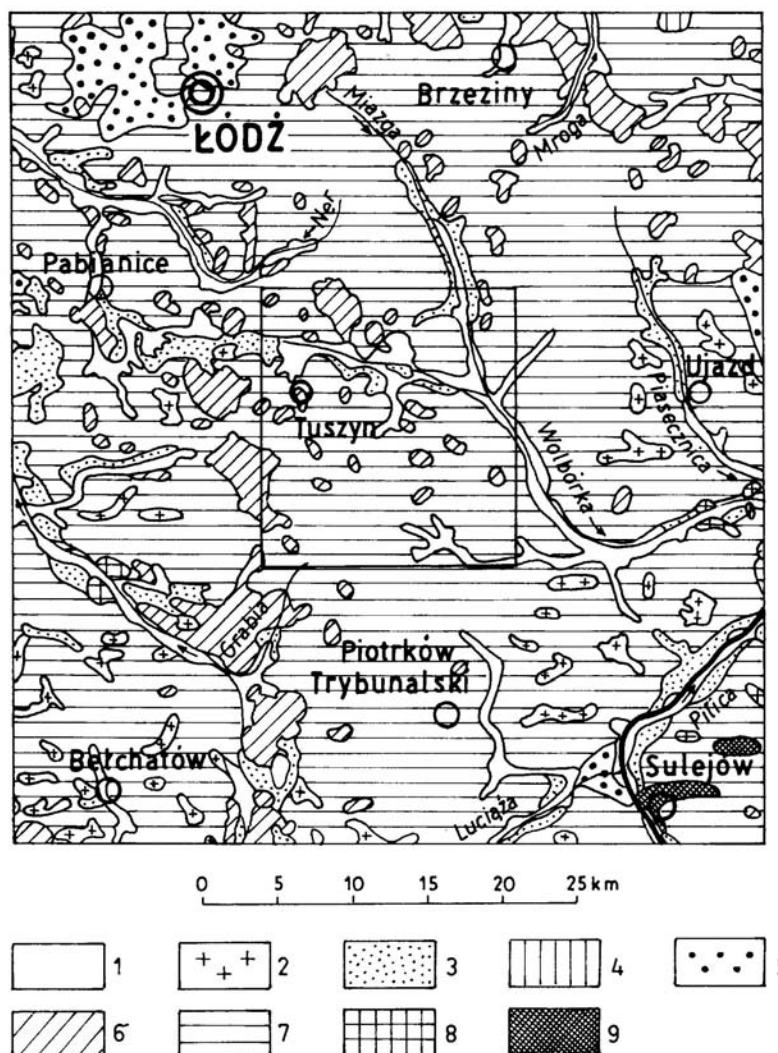 ŁÓDŹ
Brzeziny
Miazga
Mroga
Ner
Pabianice
Ujazd
Piasecznica
Tuszyn
Wolbórka
Grabia
Piotrków
Trybunalski
Pilica
Bełchatów
Sulejów
Luciąża
0 5 10 15 20 25 km
1 2 3 4
6 7 8 9